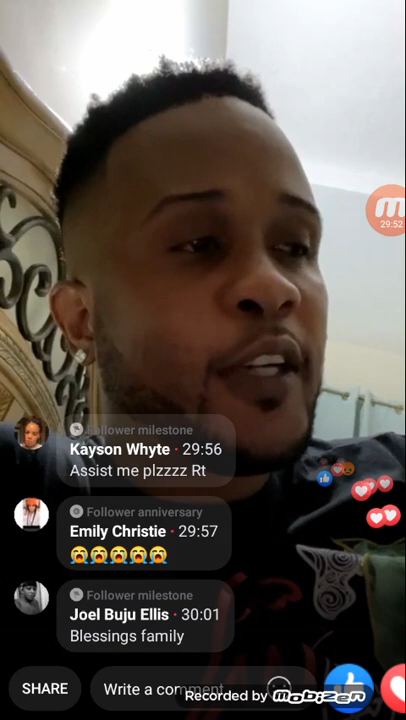 29:52
Follower milestone
Kayson Whyte · 29:56
Assist me plzzzz Rt
Follower anniversary
Emily Christie · 29:57
😭😭😭😭😭
Follower milestone
Joel Buju Ellis · 30:01
Blessings family
SHARE
Write a comment
Recorded by mobizen